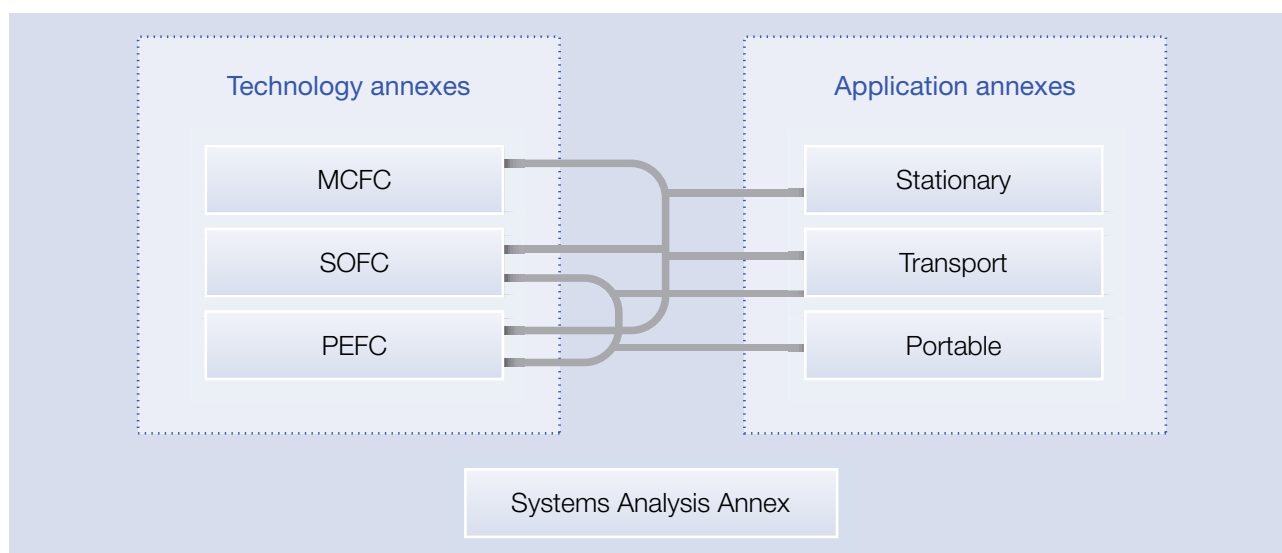 Technology annexes
MCFC
SOFC
PEFC
Application annexes
Stationary
Transport
Portable
Systems Analysis Annex